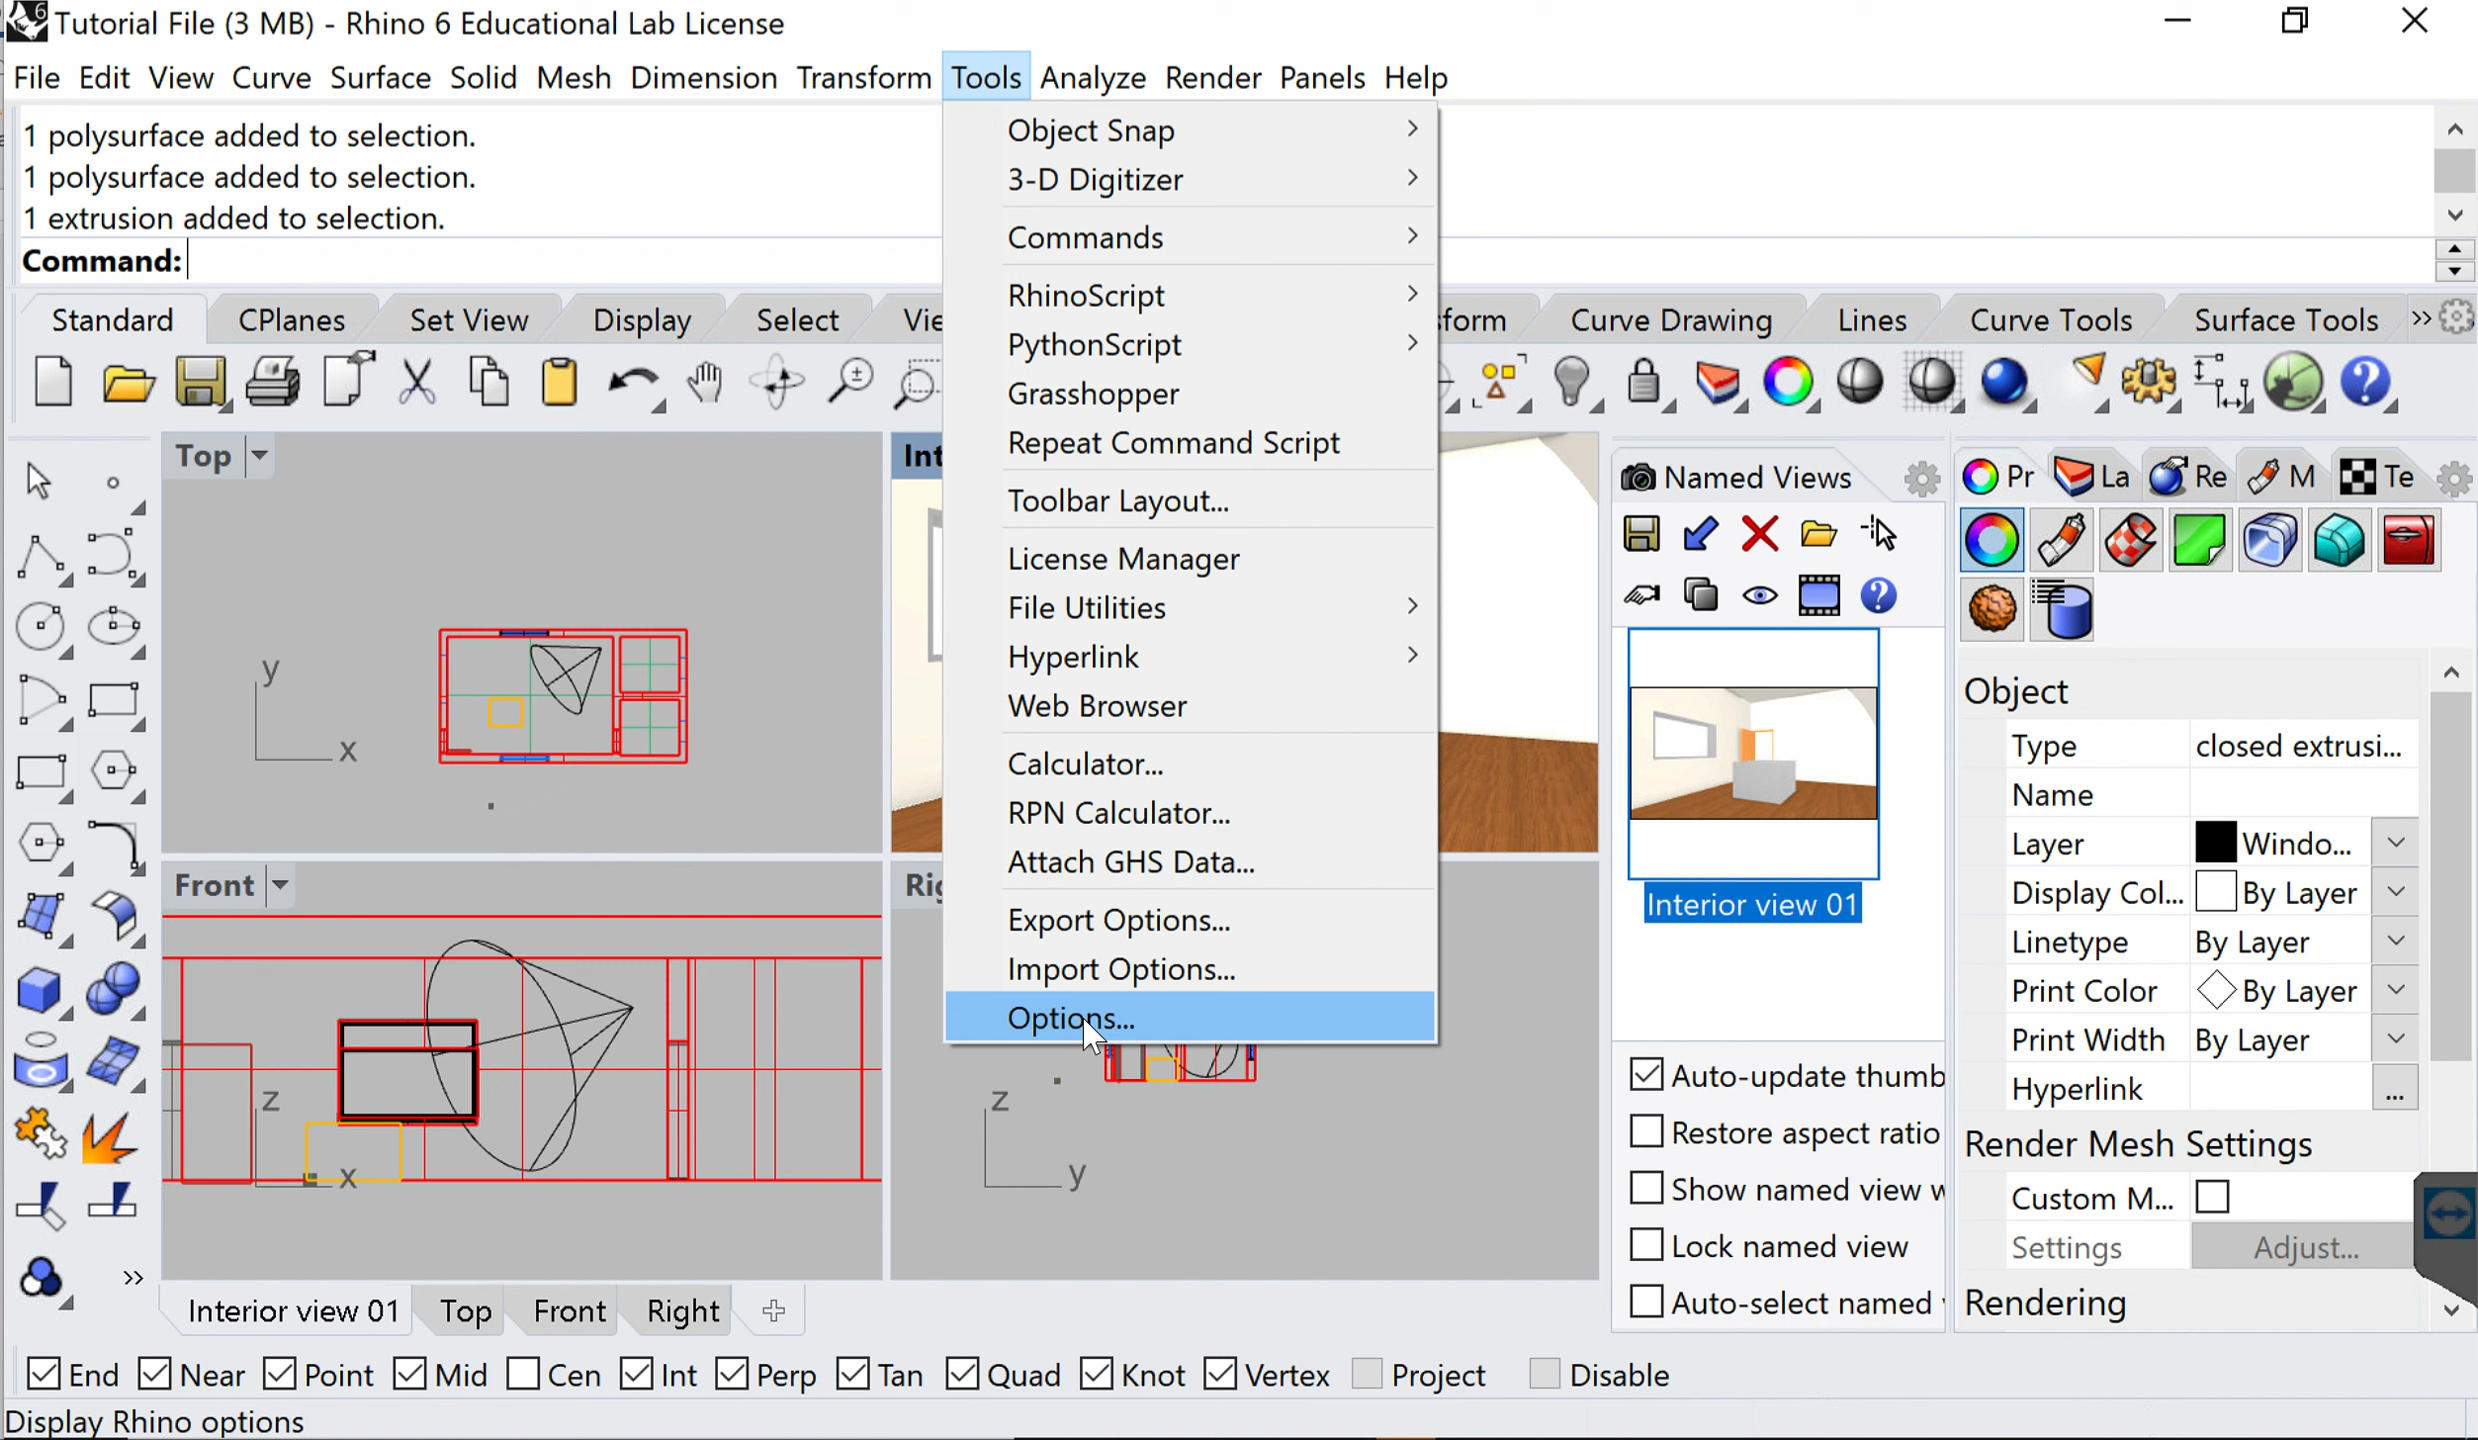 Tutorial File (3 MB) - Rhino 6 Educational Lab License
File Edit View Curve Surface Solid Mesh Dimension Transform Tools Analyze Render Panels Help
1 polysurface added to selection.
1 polysurface added to selection.
1 extrusion added to selection.
Command:
Object Snap
3-D Digitizer
Commands
RhinoScript
PythonScript
Grasshopper
Repeat Command Script
Toolbar Layout...
License Manager
File Utilities
Hyperlink
Web Browser
Calculator...
RPN Calculator...
Attach GHS Data...
Export Options...
Import Options...
Options...
Standard CPlanes Set View Display Select Vie sform Curve Drawing Lines Curve Tools Surface Tools »
Top
y
x
Int
Front
z
x
Rig
z
y
Named Views
Interior view 01
Auto-update thumb
Restore aspect ratio
Show named view w
Lock named view
Auto-select named
Pr La Re M Te
Object
Type closed extrusi...
Name
Layer Windo...
Display Col... By Layer
Linetype By Layer
Print Color By Layer
Print Width By Layer
Hyperlink ...
Render Mesh Settings
Custom M...
Settings Adjust...
Rendering
»
Interior view 01 Top Front Right
End Near Point Mid Cen Int Perp Tan Quad Knot Vertex Project Disable
Display Rhino options